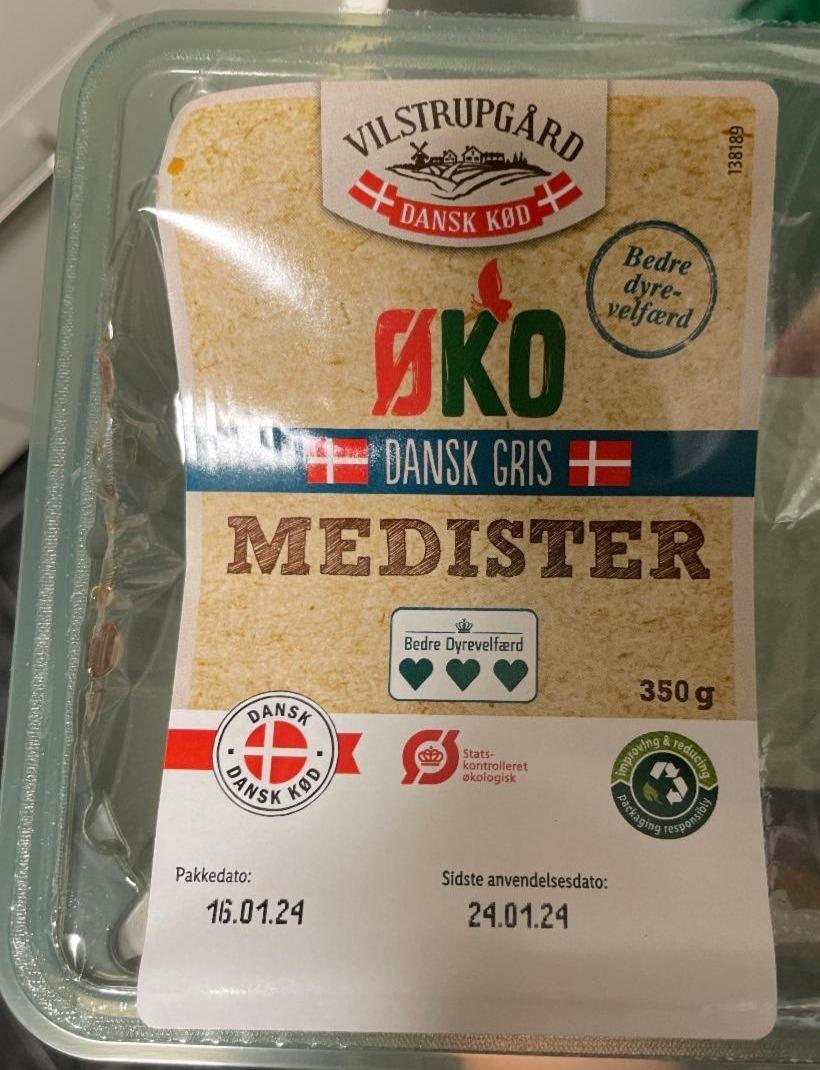 VILSTRUPGÅRD
DANSK KØD
138189
Bedre
dyre-
velfærd
ØKO
DANSK GRIS
MEDISTER
Bedre Dyrevelfærd
350 g
DANSK
DANSK KØD
Stats-
kontrolleret
økologisk
improving & reducing
packaging responsibly
Pakkedato:
16.01.24
Sidste anvendelsesdato:
24.01.24